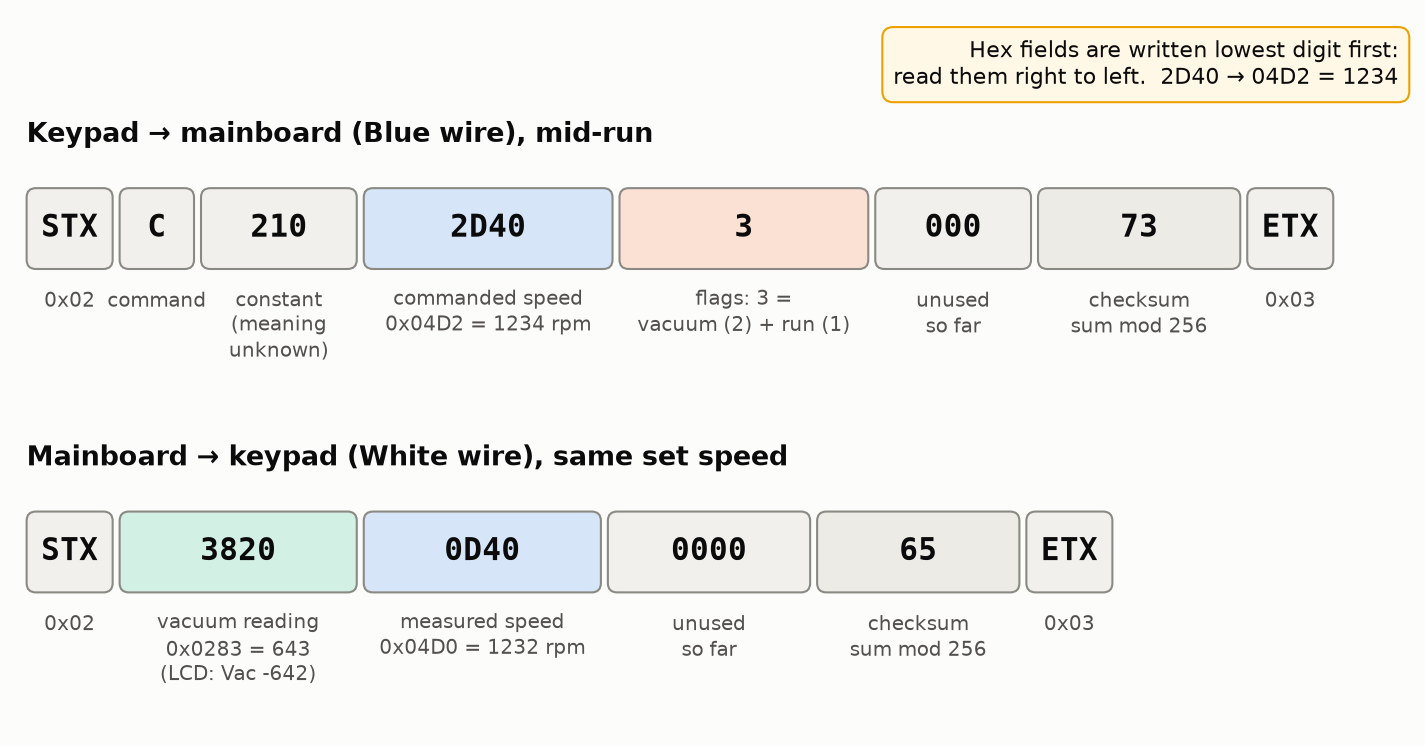 Hex fields are written lowest digit first:
read them right to left.  2D40 → 04D2 = 1234
Keypad → mainboard (Blue wire), mid-run
STX C 210 2D40 3 000 73 ETX
0x02 command constant (meaning unknown) commanded speed 0x04D2 = 1234 rpm flags: 3 = vacuum (2) + run (1) unused so far checksum sum mod 256 0x03
Mainboard → keypad (White wire), same set speed
STX 3820 0D40 0000 65 ETX
0x02 vacuum reading 0x0283 = 643 (LCD: Vac -642) measured speed 0x04D0 = 1232 rpm unused so far checksum sum mod 256 0x03